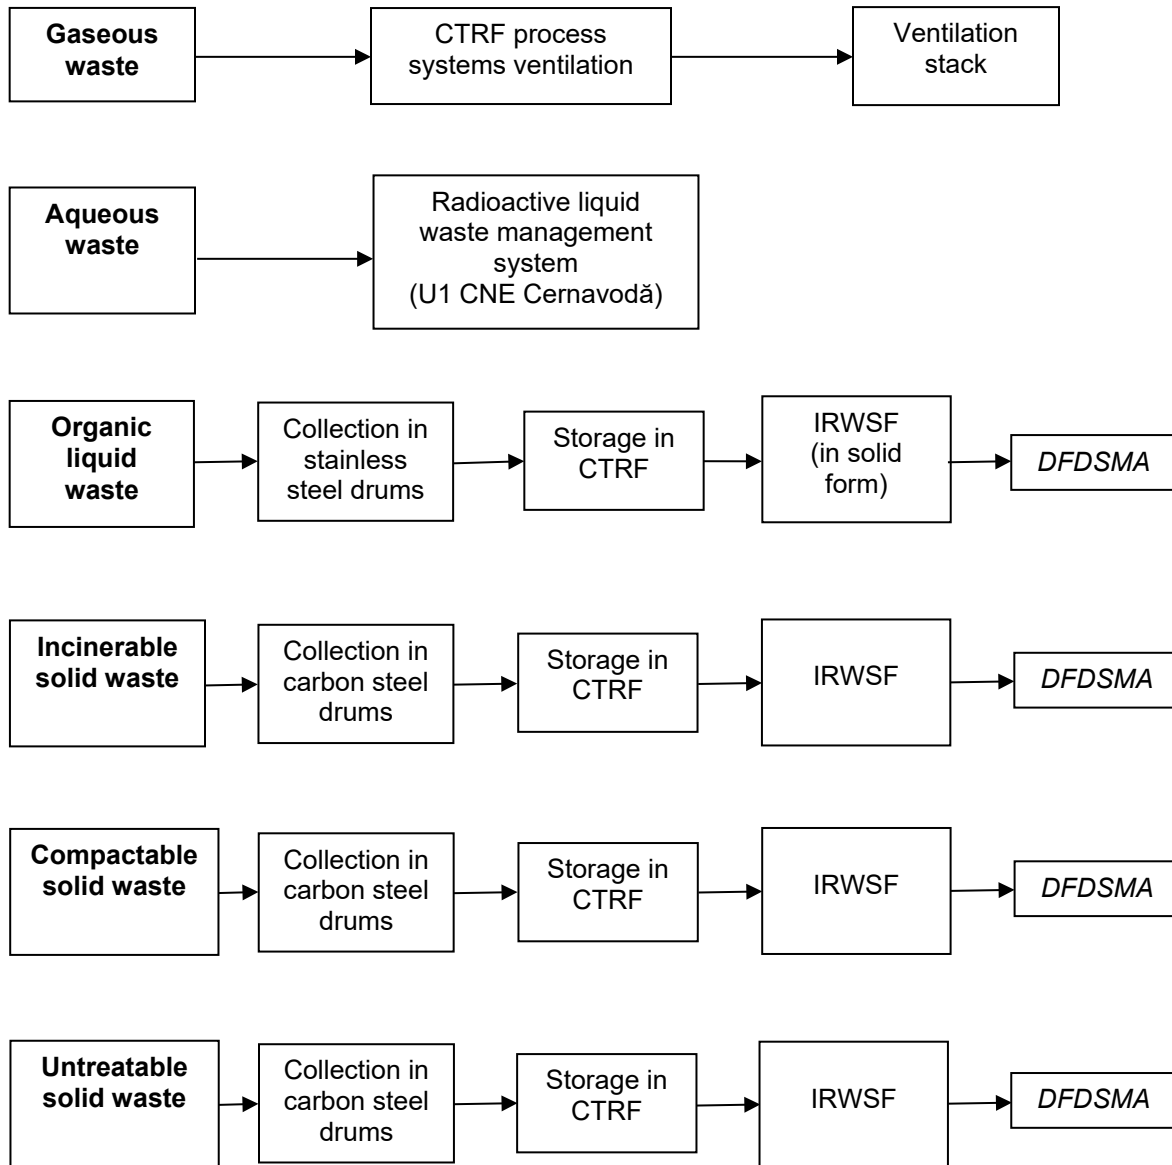 Gaseous
waste
CTRF process
systems ventilation
Ventilation
stack
Aqueous
waste
Radioactive liquid
waste management
system
(U1 CNE Cernavodă)
Organic
liquid
waste
Collection in
stainless
steel drums
Storage in
CTRF
IRWSF
(in solid
form)
DFDSMA
Incinerable
solid waste
Collection in
carbon steel
drums
Storage in
CTRF
IRWSF
DFDSMA
Compactable
solid waste
Collection in
carbon steel
drums
Storage in
CTRF
IRWSF
DFDSMA
Untreatable
solid waste
Collection in
carbon steel
drums
Storage in
CTRF
IRWSF
DFDSMA